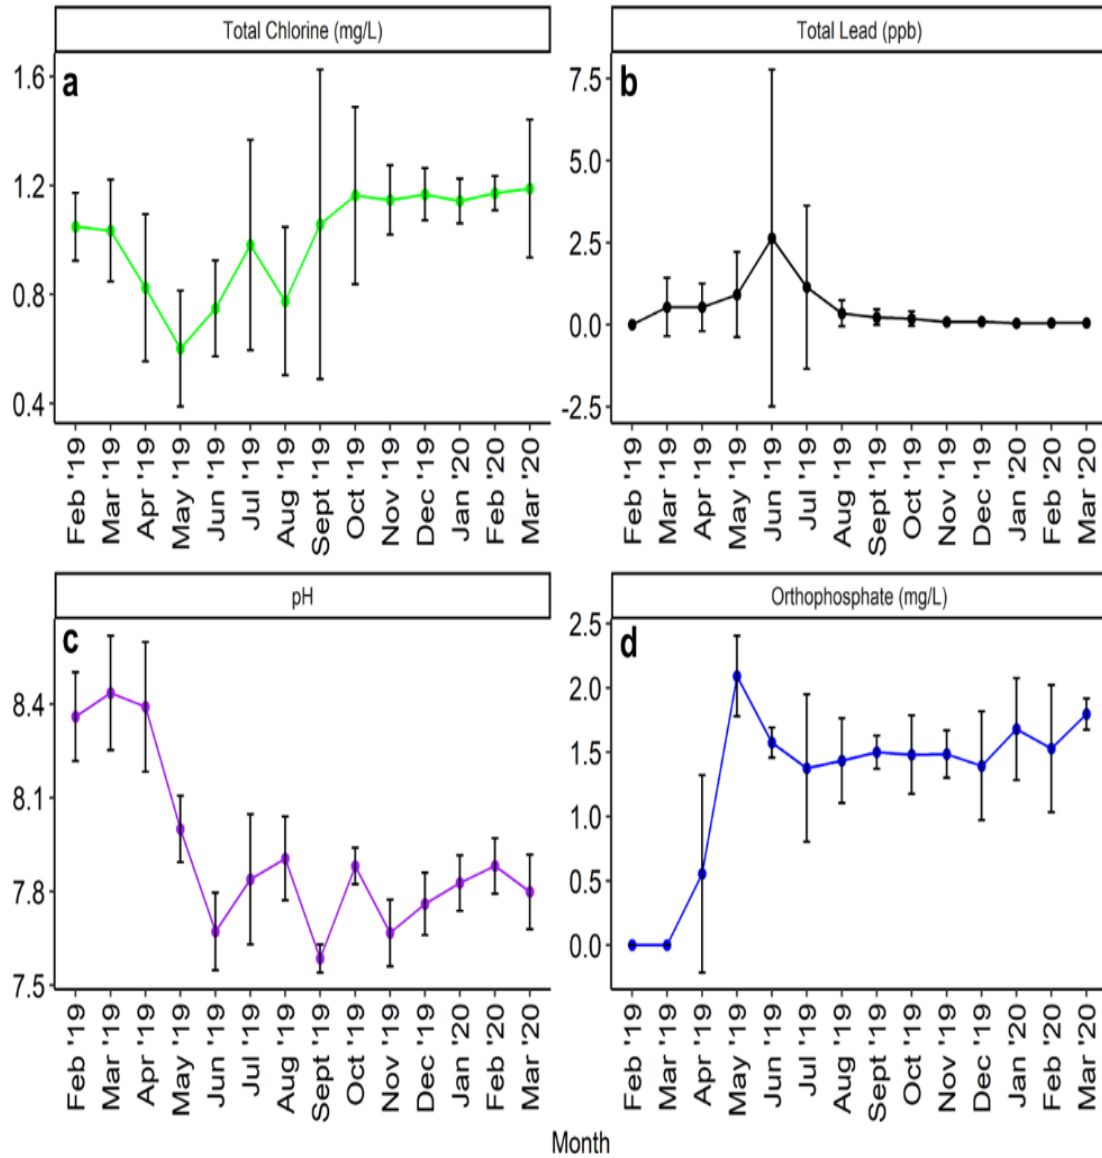 Total Chlorine (mg/L)
a
1.6
1.2
0.8
0.4
Feb '19
Mar '19
Apr '19
May '19
Jun '19
Jul '19
Aug '19
Sept '19
Oct '19
Nov '19
Dec '19
Jan '20
Feb '20
Mar '20
Total Lead (ppb)
b
7.5
5.0
2.5
0.0
-2.5
Feb '19
Mar '19
Apr '19
May '19
Jun '19
Jul '19
Aug '19
Sept '19
Oct '19
Nov '19
Dec '19
Jan '20
Feb '20
Mar '20
pH
c
8.4
8.1
7.8
7.5
Feb '19
Mar '19
Apr '19
May '19
Jun '19
Jul '19
Aug '19
Sept '19
Oct '19
Nov '19
Dec '19
Jan '20
Feb '20
Mar '20
Orthophosphate (mg/L)
d
2.5
2.0
1.5
1.0
0.5
0.0
Feb '19
Mar '19
Apr '19
May '19
Jun '19
Jul '19
Aug '19
Sept '19
Oct '19
Nov '19
Dec '19
Jan '20
Feb '20
Mar '20
Month